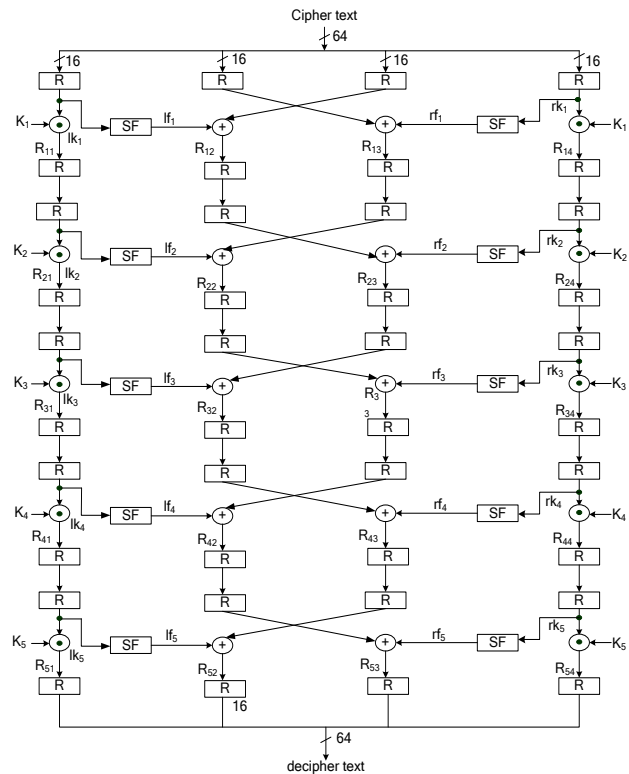 Cipher text
64
16 16 16 16
R R R R
K₁ lk₁ SF lf₁ + + rf₁ SF rk₁ K₁
R₁₁ R₁₂ R₁₃ R₁₄
R R R R
R R R R
K₂ lk₂ SF lf₂ + + rf₂ SF rk₂ K₂
R₂₁ R₂₂ R₂₃ R₂₄
R R R R
R R R R
K₃ lk₃ SF lf₃ + + rf₃ SF rk₃ K₃
R₃₁ R₃₂ R₃ R₃₄
3
R R R R
R R R R
K₄ lk₄ SF lf₄ + + rf₄ SF rk₄ K₄
R₄₁ R₄₂ R₄₃ R₄₄
R R R R
R R R R
K₅ lk₅ SF lf₅ + + rf₅ SF rk₅ K₅
R₅₁ R₅₂ R₅₃ R₅₄
R R R R
16
64
decipher text